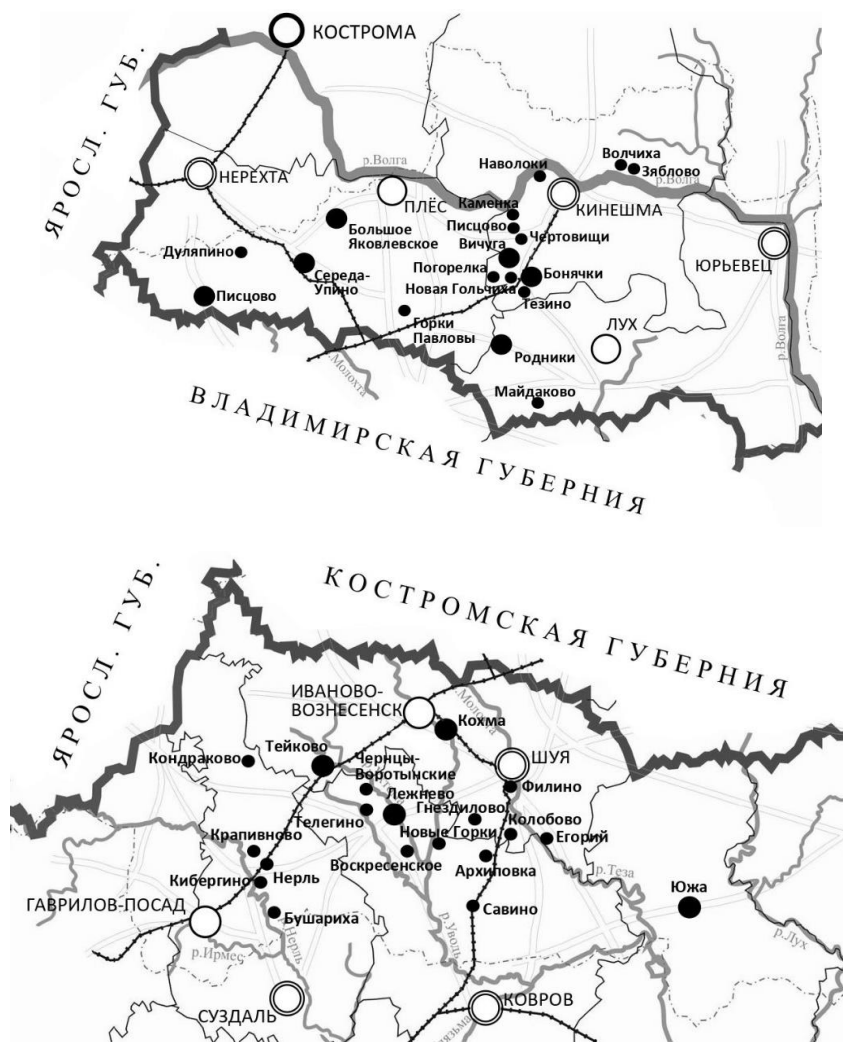 КОСТРОМА
ЯРОСЛ. ГУБ.
НЕРЕХТА
р.Волга
ПЛЁС
Наволоки
Волчиха
Зяблово
р.Волга
КИНЕШМА
Каменка
Писцово
Чертовищи
Вичуга
Большое
Яковлевское
Дуляпино
Середа-
Упино
Погорелка
Бонячки
Новая Гольчиха
Тезино
ЮРЬЕВЕЦ
Писцово
Горки
Павловы
ЛУХ
р.Волга
Родники
р.Молохта
Майдаково
ВЛАДИМИРСКАЯ ГУБЕРНИЯ
ЯРОСЛ. ГУБ.
КОСТРОМСКАЯ ГУБЕРНИЯ
ИВАНОВО-
ВОЗНЕСЕНСК
р.Молохта
Кохма
Тейково
Кондраково
Чернцы-
Воротынские
ШУЯ
Филино
Лежнево
Гнездилово
Телегино
Колобово
Новые Горки
Егорий
Крапивново
Воскресенское
Архиповка
р.Теза
Кибергино
Нерль
Южа
ГАВРИЛОВ-ПОСАД
Бушариха
Савино
р.Нерль
р.Уводь
р.Лух
р.Ирмес
СУЗДАЛЬ
КОВРОВ